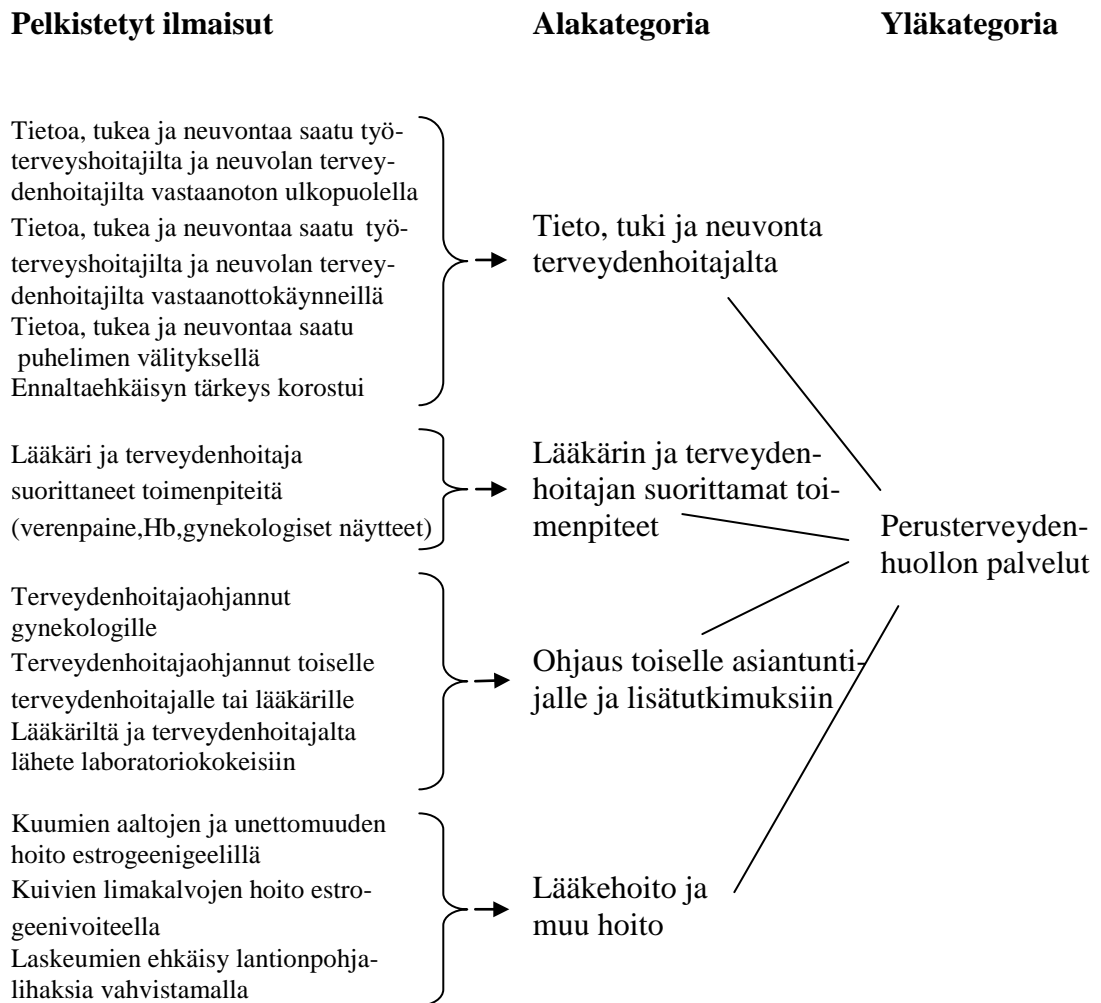 Pelkistetyt ilmaisut
Alakategoria
Yläkategoria
Tietoa, tukea ja neuvontaa saatu työ-
terveyshoitajilta ja neuvolan tervey-
denhoitajilta vastaanoton ulkopuolella
Tietoa, tukea ja neuvontaa saatu työ-
terveyshoitajilta ja neuvolan tervey-
denhoitajilta vastaanottokäynneillä
Tietoa, tukea ja neuvontaa saatu
puhelimen välityksellä
Ennaltaehkäisyn tärkeys korostui
Tieto, tuki ja neuvonta
terveydenhoitajalta
Lääkäri ja terveydenhoitaja
suorittaneet toimenpiteitä
(verenpaine,Hb,gynekologiset näytteet)
Lääkärin ja terveyden-
hoitajan suorittamat toi-
menpiteet
Perusterveyden-
huollon palvelut
Terveydenhoitajaohjannut
gynekologille
Terveydenhoitajaohjannut toiselle
terveydenhoitajalle tai lääkärille
Lääkäriltä ja terveydenhoitajalta
lähete laboratoriokokeisiin
Ohjaus toiselle asiantunti-
jalle ja lisätutkimuksiin
Kuumien aaltojen ja unettomuuden
hoito estrogeenigeelillä
Kuivien limakalvojen hoito estro-
geenivoiteella
Laskeumien ehkäisy lantionpohja-
lihaksia vahvistamalla
Lääkehoito ja
muu hoito